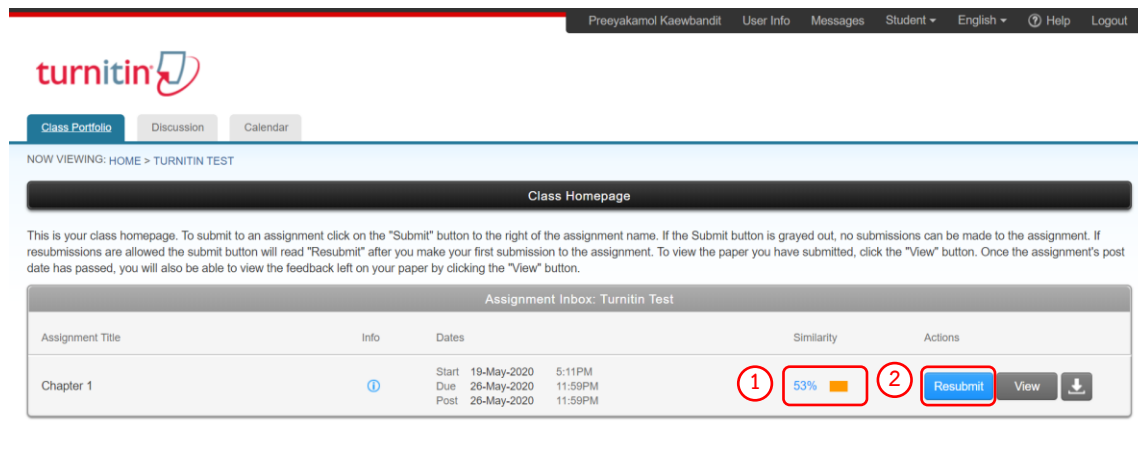 Preeyakamol Kaewbandit User Info Messages Student English Help Logout
turnitin
Class Portfolio Discussion Calendar
NOW VIEWING: HOME > TURNITIN TEST
Class Homepage
This is your class homepage. To submit to an assignment click on the "Submit" button to the right of the assignment name. If the Submit button is grayed out, no submissions can be made to the assignment. If
resubmissions are allowed the submit button will read "Resubmit" after you make your first submission to the assignment. To view the paper you have submitted, click the "View" button. Once the assignment's post
date has passed, you will also be able to view the feedback left on your paper by clicking the "View" button.
Assignment Inbox: Turnitin Test
Assignment Title Info Dates Similarity Actions
Start 19-May-2020 5:11PM
Chapter 1 Due 26-May-2020 11:59PM 1 53% 2 Resubmit View
Post 26-May-2020 11:59PM